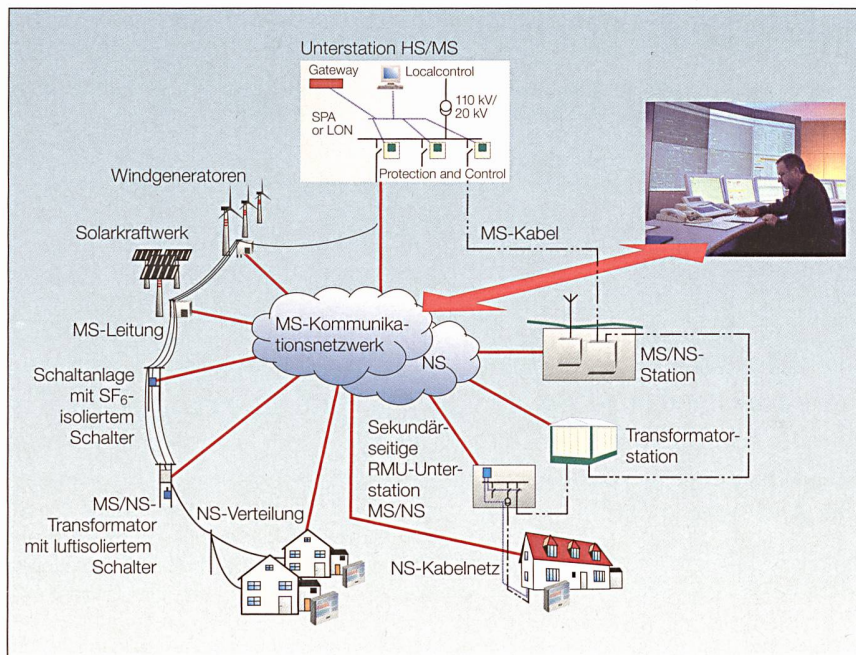 Unterstation HS/MS
Gateway
Localcontrol
110 kV/
20 kV
SPA
or LON
Protection and Control
Windgeneratoren
Solarkraftwerk
MS-Kabel
MS-Leitung
MS-Kommunika-
tionsnetzwerk
NS
MS/NS-
Station
Schaltanlage
mit SF6-
isoliertem
Schalter
Sekundär-
seitige
RMU-Unter-
station
MS/NS
Transformator-
station
MS/NS-
Transformator
mit luftisoliertem
Schalter
NS-Verteilung
NS-Kabelnetz